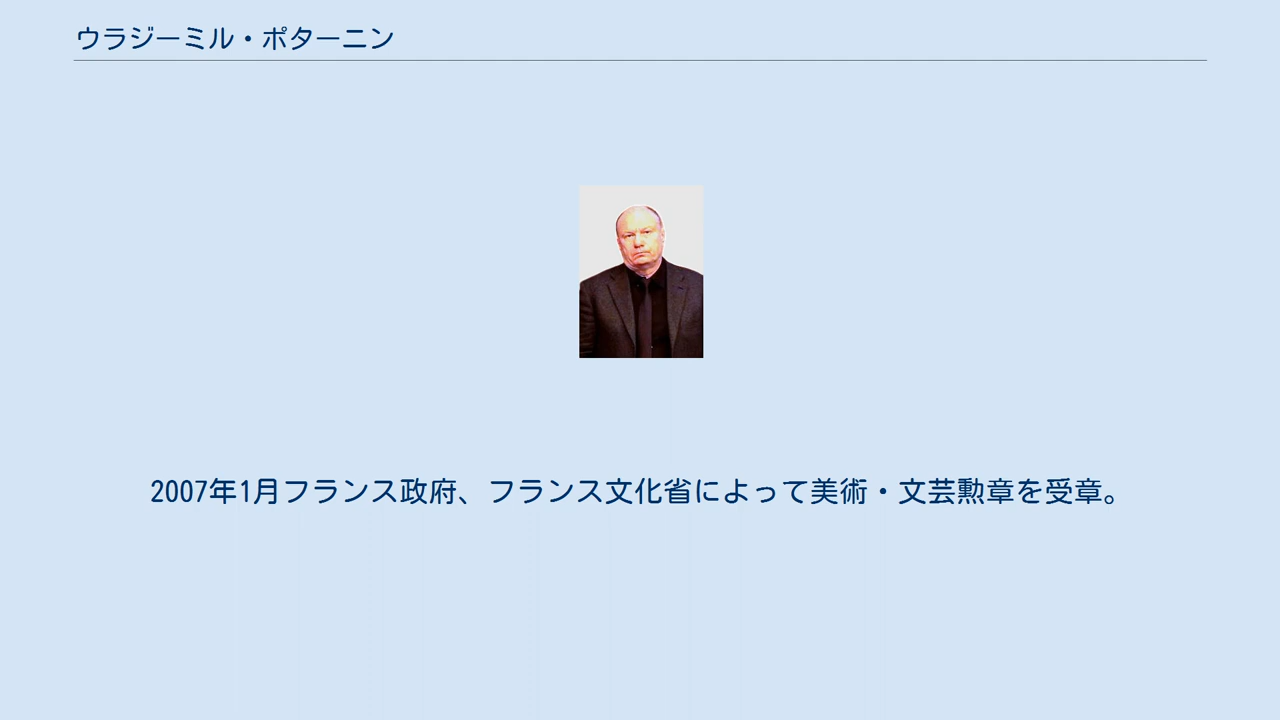 ウラジーミル・ポターニン
2007年1月フランス政府、フランス文化省によって美術・文芸勲章を受章。